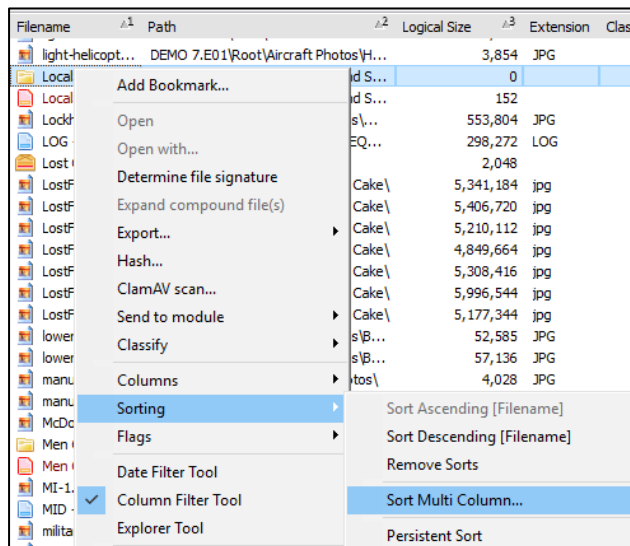 Filename 1 Path 2 Logical Size 3 Extension Clas
light-helicopt... DEMO 7.E01\Root\Aircraft Photos\H... 3,854 JPG
Local d S... 0
Local d S... 152
Lockh s\... 553,804 JPG
LOG - EQ... 298,272 LOG
Lost 2,048
LostF Cake\ 5,341,184 jpg
LostF Cake\ 5,406,720 jpg
LostF Cake\ 5,210,112 jpg
LostF Cake\ 4,849,664 jpg
LostF Cake\ 5,308,416 jpg
LostF Cake\ 5,996,544 jpg
LostF Cake\ 5,177,344 jpg
lower s\B... 52,585 JPG
lower s\B... 57,136 JPG
manu tos\ 4,028 JPG
manu
McDo
Men
Men
MI-1.
MID -
milita
Add Bookmark...
Open
Open with...
Determine file signature
Expand compound file(s)
Export...
Hash...
ClamAV scan...
Send to module
Classify
Columns
Sorting
Flags
Date Filter Tool
Column Filter Tool
Explorer Tool
Sort Ascending [Filename]
Sort Descending [Filename]
Remove Sorts
Sort Multi Column...
Persistent Sort